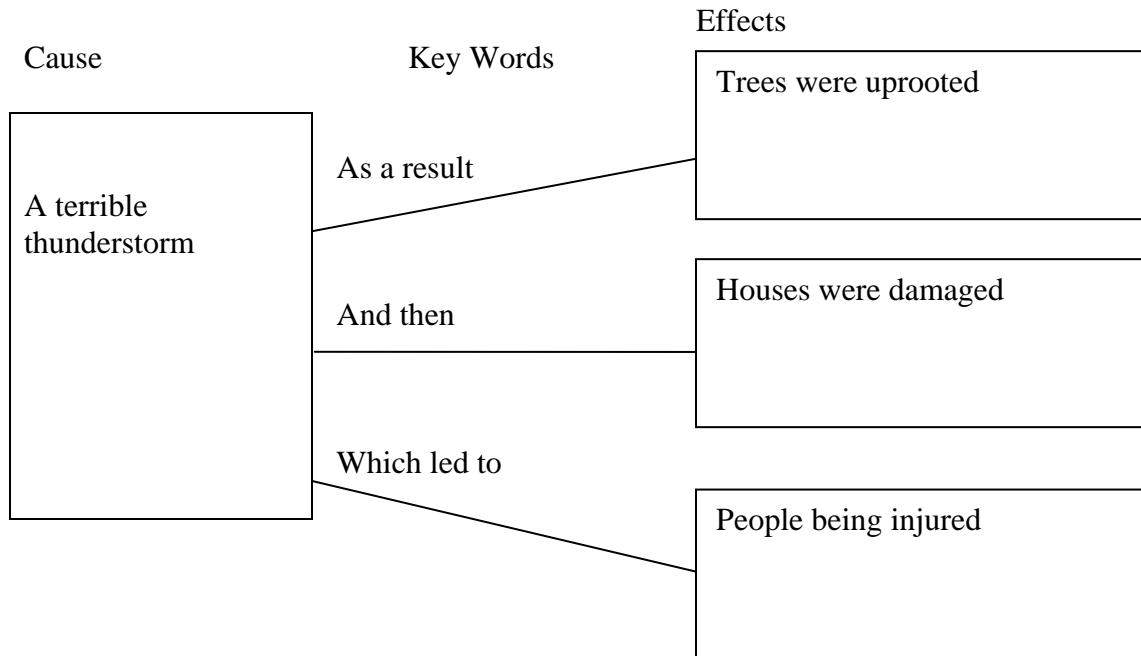 Effects
Cause
Key Words
Trees were uprooted
As a result
A terrible
thunderstorm
Houses were damaged
And then
Which led to
People being injured